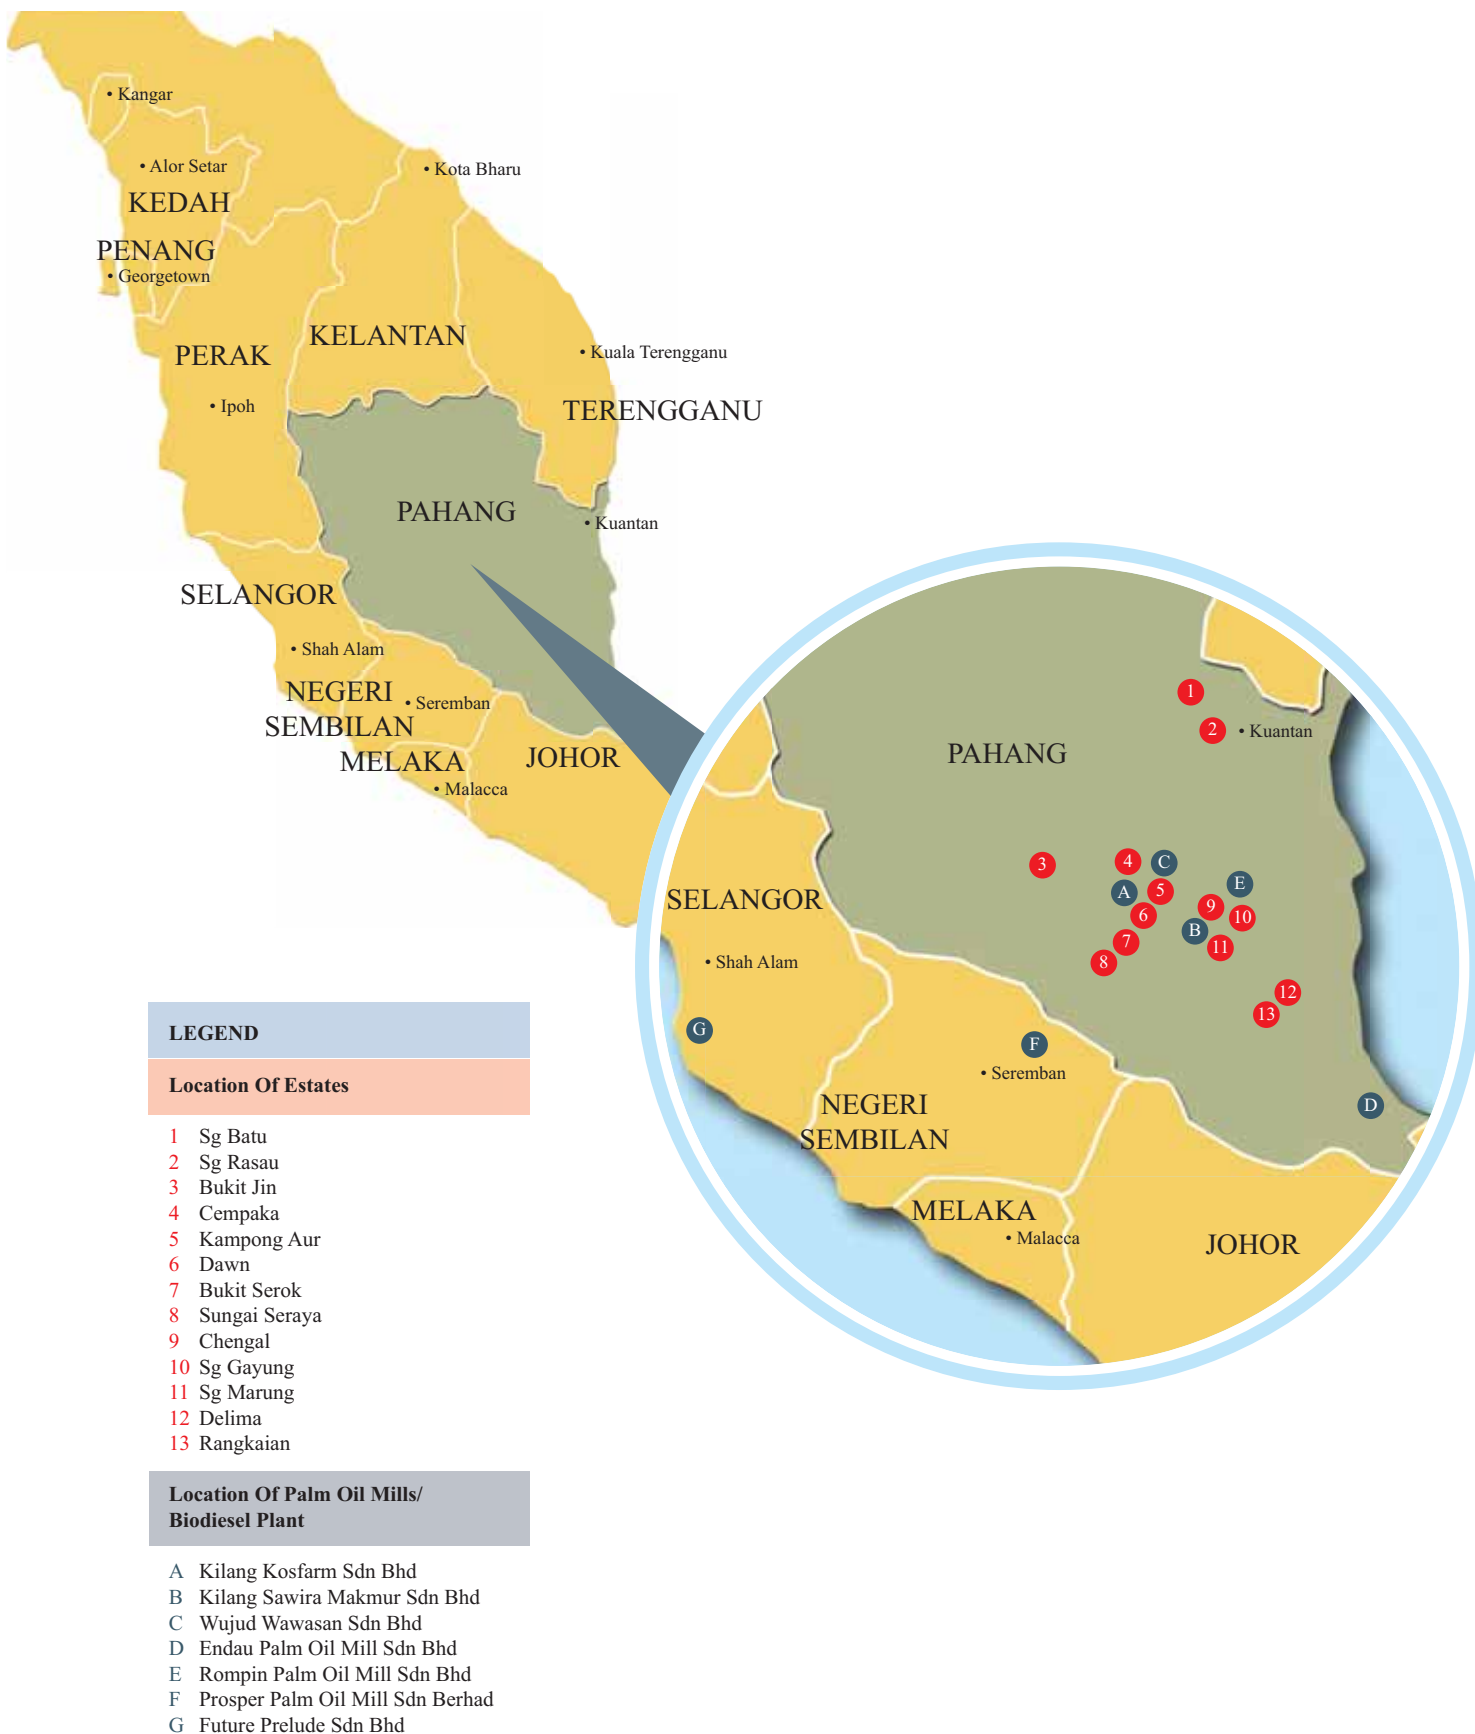 • Kangar
• Alor Setar
• Kota Bharu
KEDAH
PENANG
• Georgetown
KELANTAN
PERAK
• Kuala Terengganu
• Ipoh
TERENGGANU
PAHANG
• Kuantan
SELANGOR
• Shah Alam
NEGERI
SEMBILAN
• Seremban
MELAKA
JOHOR
• Malacca
1
2
• Kuantan
PAHANG
3
4
C
A
5
E
6
9
10
B
7
11
8
SELANGOR
• Shah Alam
12
13
G
F
• Seremban
D
NEGERI
SEMBILAN
MELAKA
• Malacca
JOHOR
LEGEND
Location Of Estates
1 Sg Batu
2 Sg Rasau
3 Bukit Jin
4 Cempaka
5 Kampong Aur
6 Dawn
7 Bukit Serok
8 Sungai Seraya
9 Chengal
10 Sg Gayung
11 Sg Marung
12 Delima
13 Rangkaian
Location Of Palm Oil Mills/
Biodiesel Plant
A Kilang Kosfarm Sdn Bhd
B Kilang Sawira Makmur Sdn Bhd
C Wujud Wawasan Sdn Bhd
D Endau Palm Oil Mill Sdn Bhd
E Rompin Palm Oil Mill Sdn Bhd
F Prosper Palm Oil Mill Sdn Berhad
G Future Prelude Sdn Bhd